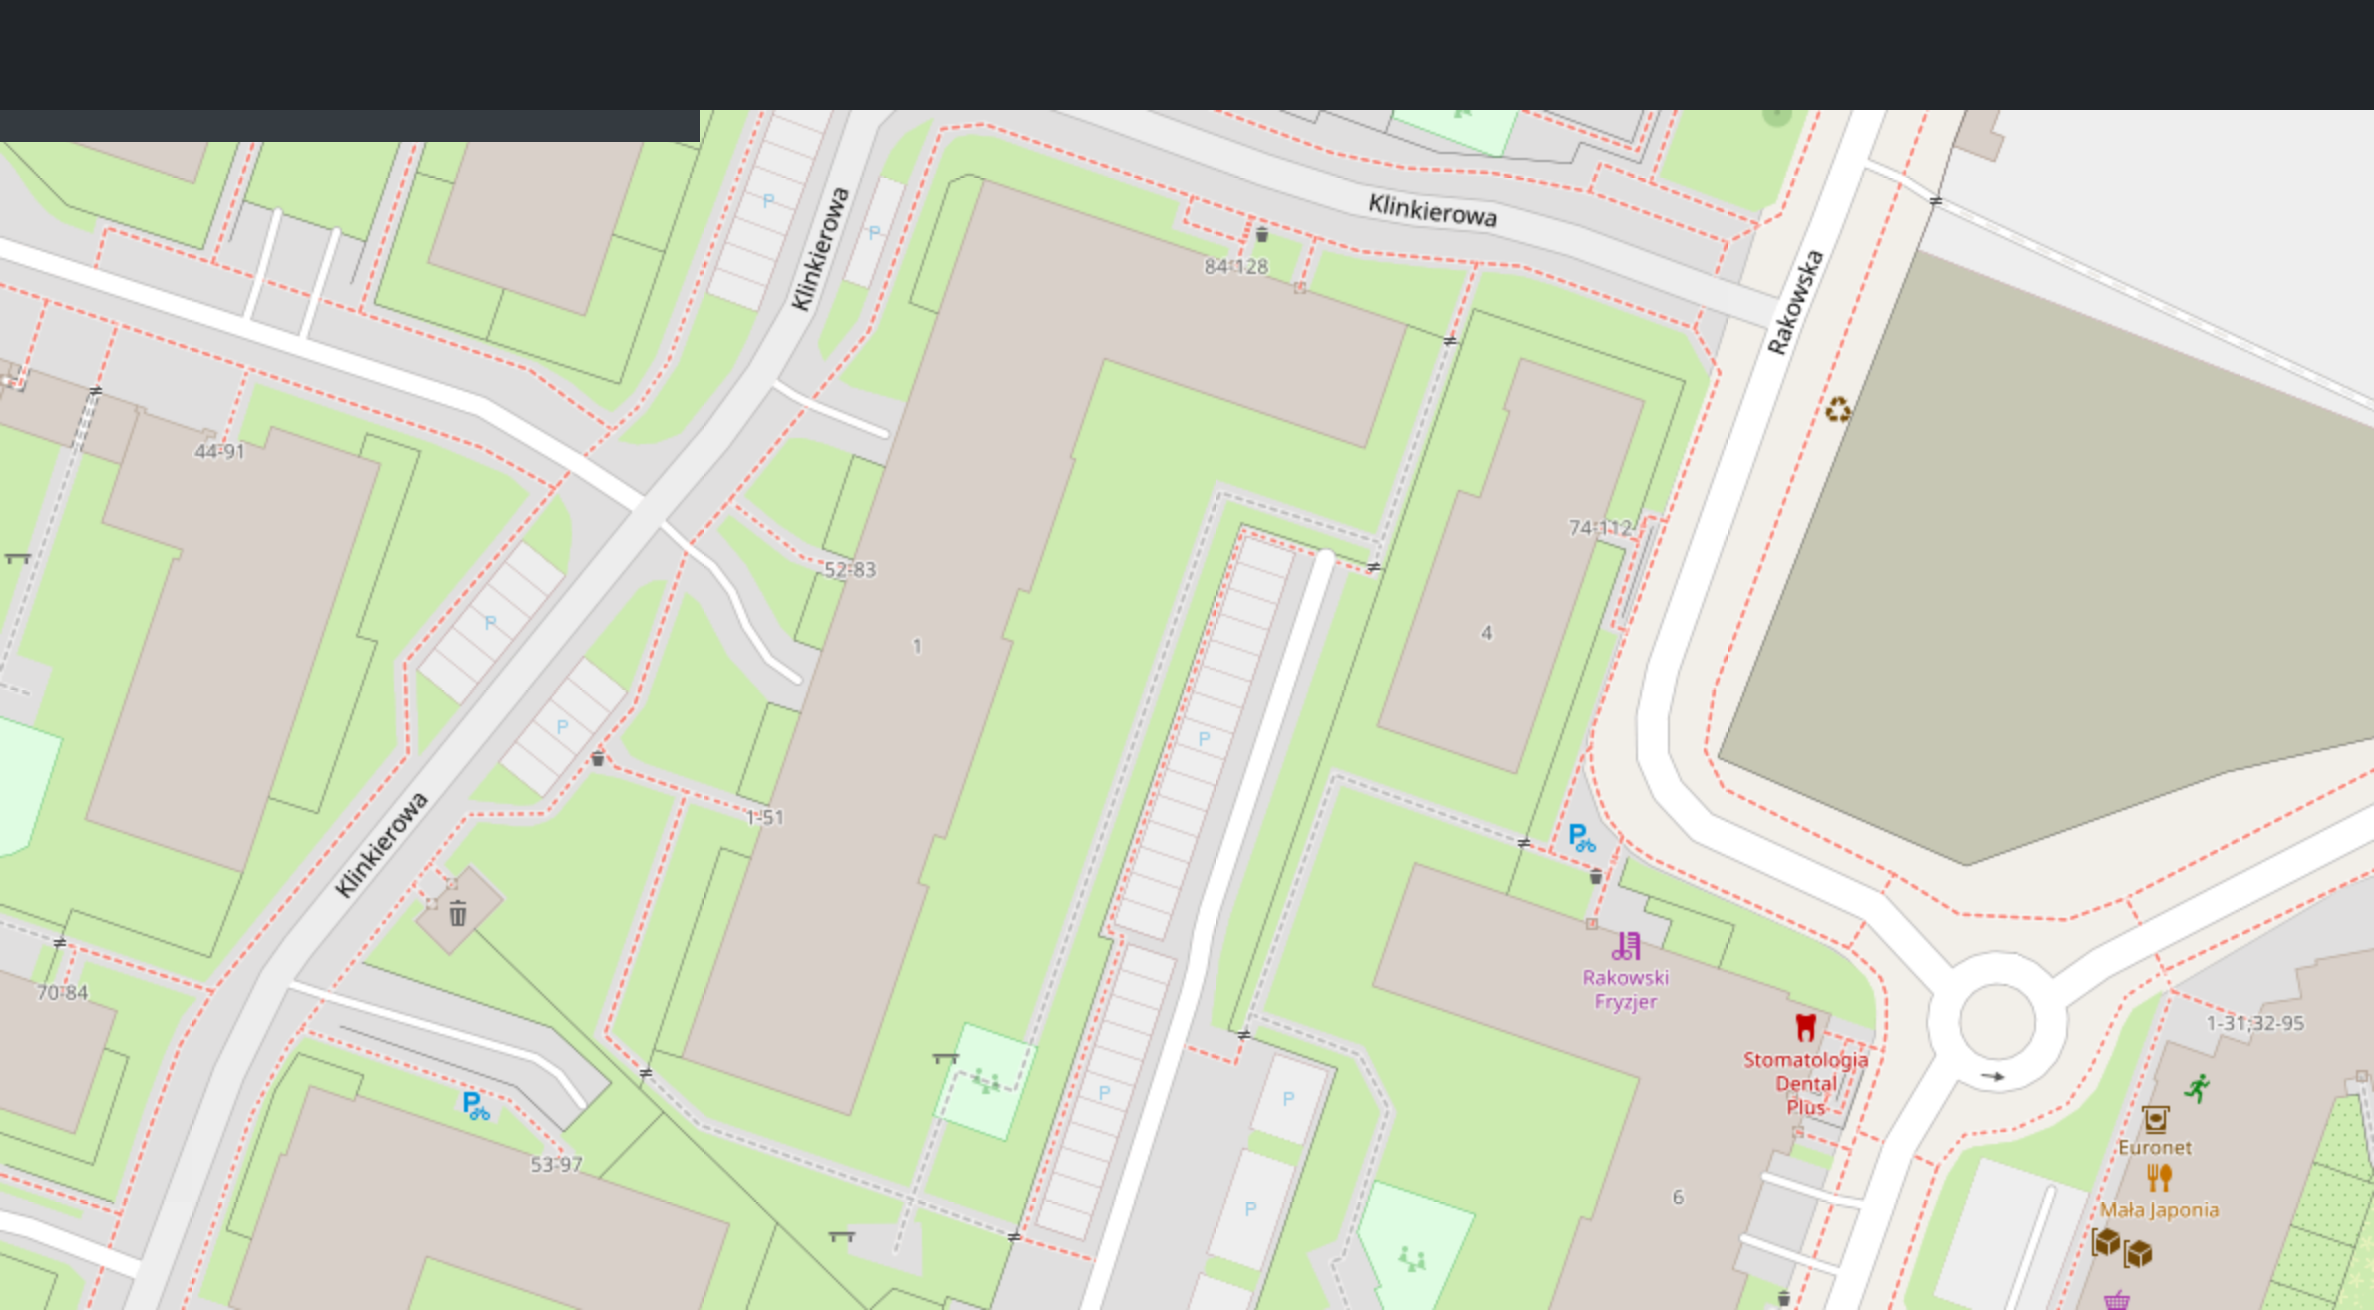 P
Klinkierowa
P
Klinkierowa
84-128
Rakowska
44-91
74-112
52-83
P
4
1
P
P
1-51
Klinkierowa
P
70-84
Rakowski
Fryzjer
1-31;32-95
Stomatologia
Dental
Plus
P
P
P
Euronet
53-97
6
P
Mała Japonia